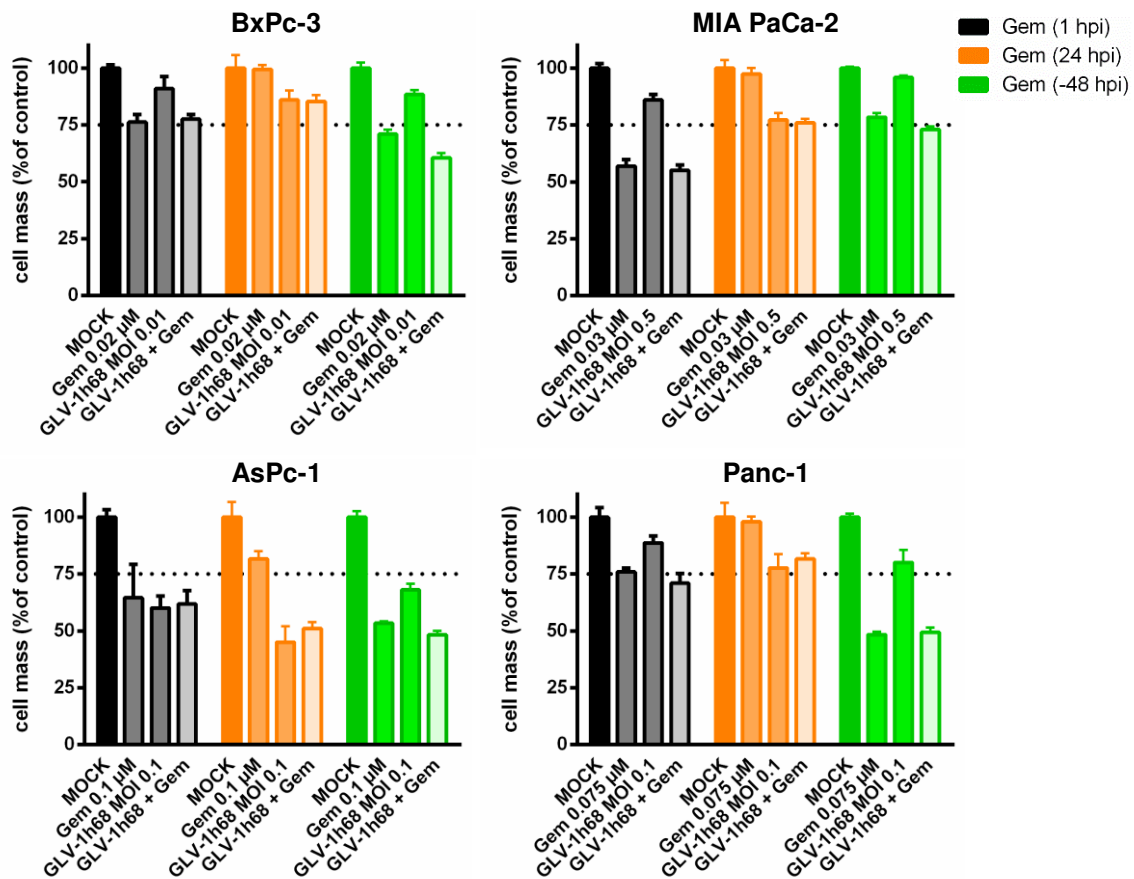 BxPc-3
MIA PaCa-2
Gem (1 hpi)
Gem (24 hpi)
Gem (-48 hpi)
cell mass (%of control)
100
75
50
25
0
MOCK
Gem 0.02 µM
GLV-1h68 MOI 0.01
GLV-1h68 + Gem
MOCK
Gem 0.02 µM
GLV-1h68 MOI 0.01
GLV-1h68 + Gem
MOCK
Gem 0.02 µM
GLV-1h68 MOI 0.01
GLV-1h68 + Gem
cell mass (%of control)
100
75
50
25
0
MOCK
Gem 0.03 µM
GLV-1h68 MOI 0.5
GLV-1h68 + Gem
MOCK
Gem 0.03 µM
GLV-1h68 MOI 0.5
GLV-1h68 + Gem
MOCK
Gem 0.03 µM
GLV-1h68 MOI 0.5
GLV-1h68 + Gem
AsPc-1
cell mass (%of control)
100
75
50
25
0
MOCK
Gem 0.1 µM
GLV-1h68 MOI 0.1
GLV-1h68 + Gem
MOCK
Gem 0.1 µM
GLV-1h68 MOI 0.1
GLV-1h68 + Gem
MOCK
Gem 0.1 µM
GLV-1h68 MOI 0.1
GLV-1h68 + Gem
Panc-1
cell mass (%of control)
100
75
50
25
0
MOCK
Gem 0.075 µM
GLV-1h68 MOI 0.1
GLV-1h68 + Gem
MOCK
Gem 0.075 µM
GLV-1h68 MOI 0.1
GLV-1h68 + Gem
MOCK
Gem 0.075 µM
GLV-1h68 MOI 0.1
GLV-1h68 + Gem